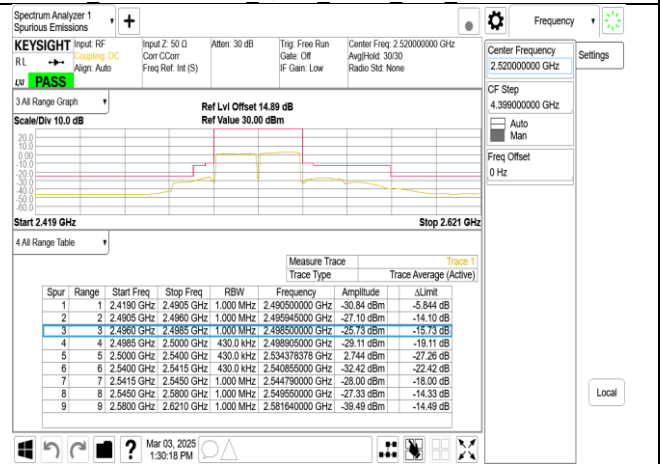 Spectrum Analyzer 1
Spurious Emissions
+
Frequency
KEYSIGHT Input: RF Input Z: 50 Ω Atten: 30 dB Trig: Free Run Center Freq: 2.520000000 GHz
RL Coupling: DC Corr CCorr Gate: Off Avg|Hold: 30/30
Align: Auto Freq Ref: Int (S) IF Gain: Low Radio Std: None
LXI PASS
Center Frequency
2.520000000 GHz
Settings
CF Step
4.399000000 GHz
Auto
Man
Freq Offset
0 Hz
3 All Range Graph
Ref Lvl Offset 14.89 dB
Scale/Div 10.0 dB Ref Value 30.00 dBm
20.0
10.0
0.00
-10.0
-20.0
-30.0
-40.0
-50.0
-60.0
Start 2.419 GHz Stop 2.621 GHz
4 All Range Table
Measure Trace Trace 1
Trace Type Trace Average (Active)
Spur Range Start Freq Stop Freq RBW Frequency Amplitude ΔLimit
1 1 2.4190 GHz 2.4905 GHz 1.000 MHz 2.490500000 GHz -30.84 dBm -5.844 dB
2 2 2.4905 GHz 2.4960 GHz 1.000 MHz 2.495945000 GHz -27.10 dBm -14.10 dB
3 3 2.4960 GHz 2.4985 GHz 1.000 MHz 2.498500000 GHz -25.73 dBm -15.73 dB
4 4 2.4985 GHz 2.5000 GHz 430.0 kHz 2.498905000 GHz -29.11 dBm -19.11 dB
5 5 2.5000 GHz 2.5400 GHz 430.0 kHz 2.534378378 GHz 2.744 dBm -27.26 dB
6 6 2.5400 GHz 2.5415 GHz 430.0 kHz 2.540855000 GHz -32.42 dBm -22.42 dB
7 7 2.5415 GHz 2.5450 GHz 1.000 MHz 2.544790000 GHz -28.00 dBm -18.00 dB
8 8 2.5450 GHz 2.5800 GHz 1.000 MHz 2.549550000 GHz -27.33 dBm -14.33 dB
9 9 2.5800 GHz 2.6210 GHz 1.000 MHz 2.581640000 GHz -39.49 dBm -14.49 dB
Local
?
Mar 03, 2025
1:30:18 PM